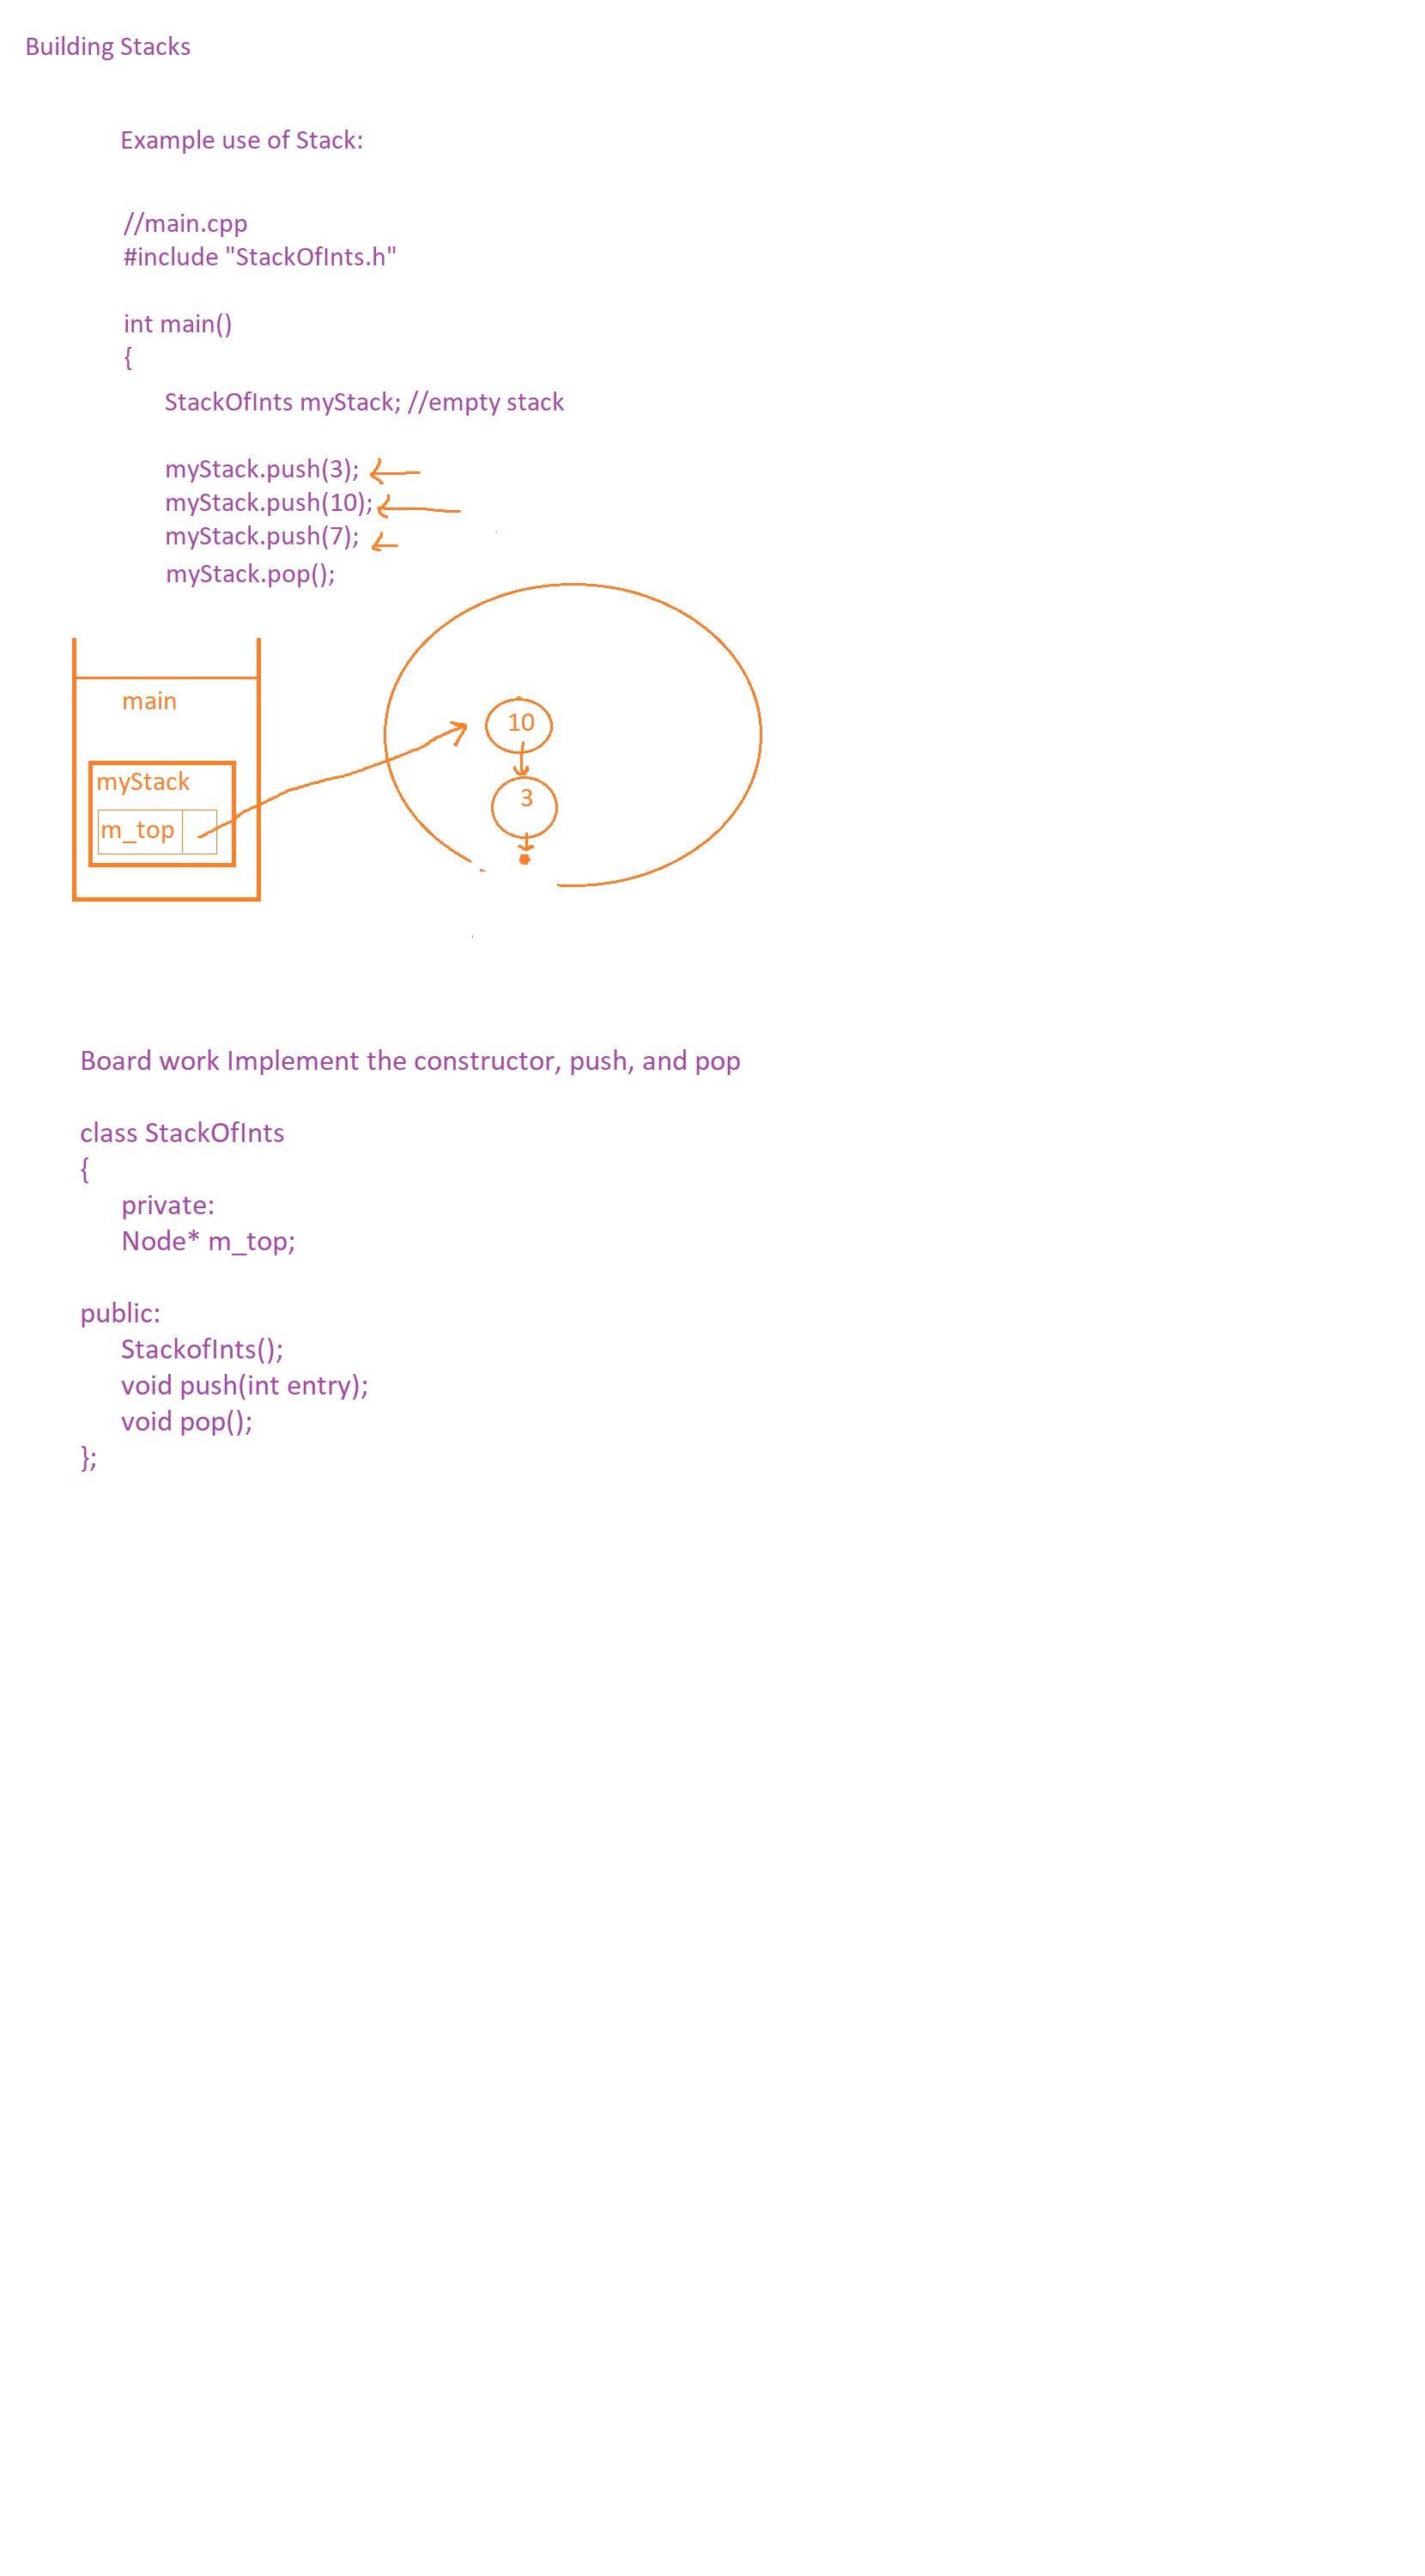 Building Stacks
Example use of Stack:
//main.cpp
#include "StackOfInts.h"
int main()
{
StackOfInts myStack; //empty stack
myStack.push(3);
myStack.push(10);
myStack.push(7);
myStack.pop();
main
myStack
m_top
10
3
Board work Implement the constructor, push, and pop
class StackOfInts
{
private:
Node* m_top;
public:
StackofInts();
void push(int entry);
void pop();
};